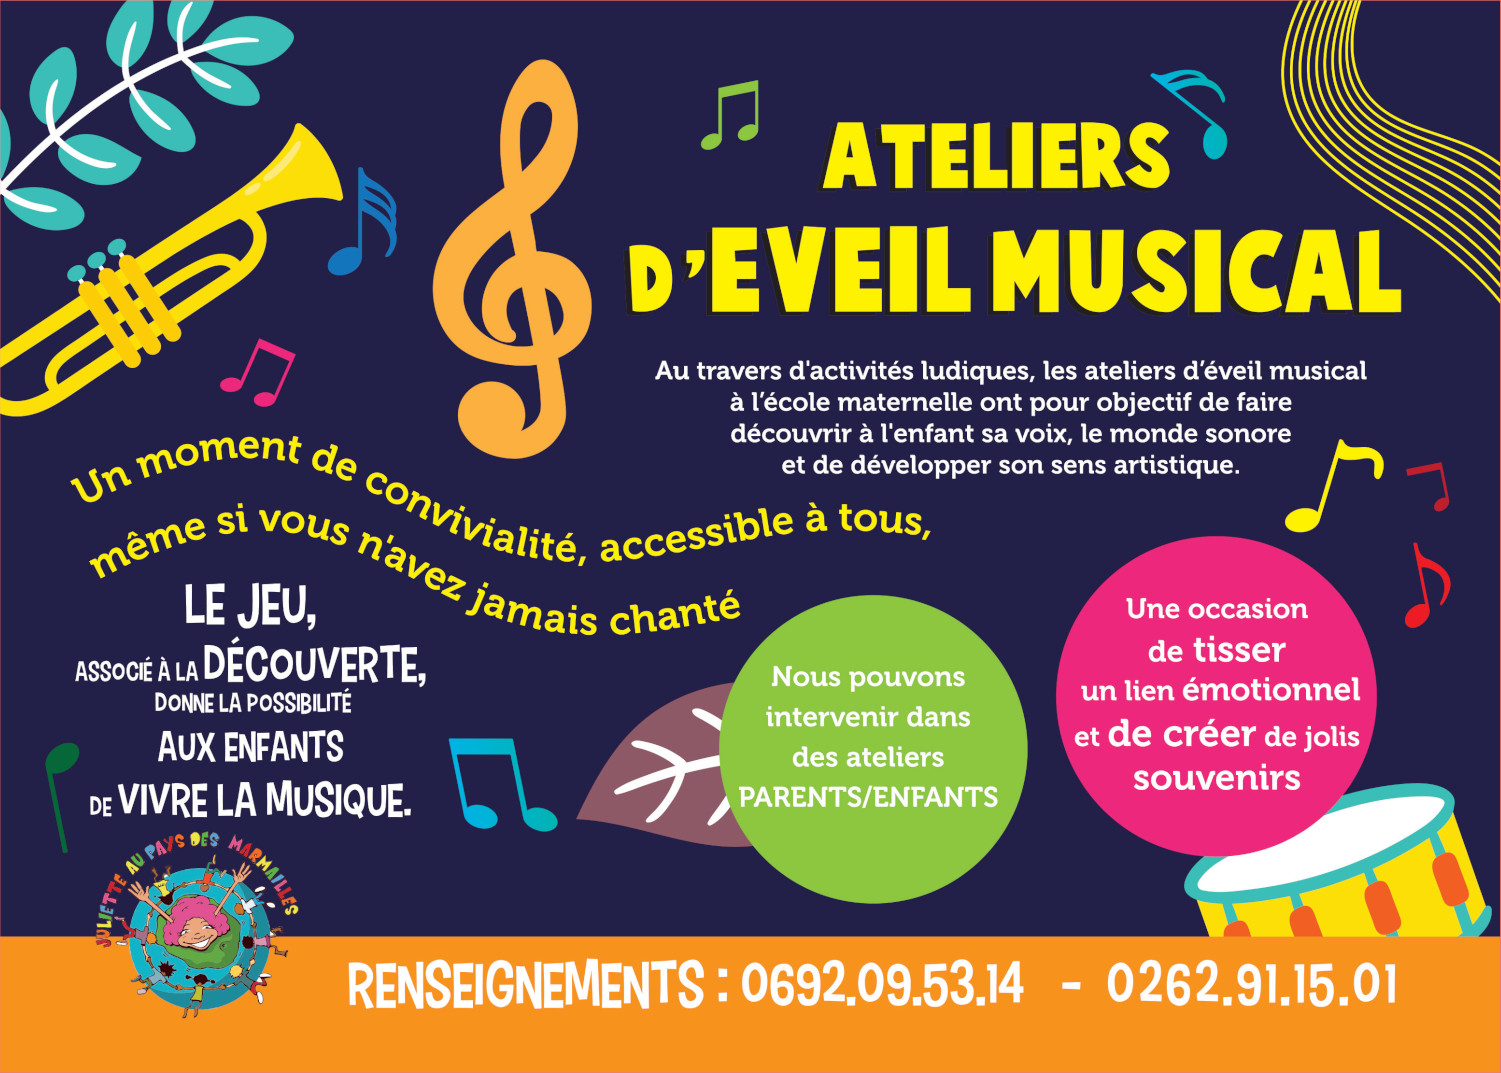 ATELIERS
D'EVEIL MUSICAL
Au travers d'activités ludiques, les ateliers d'éveil musical
à l'école maternelle ont pour objectif de faire
découvrir à l'enfant sa voix, le monde sonore
et de développer son sens artistique.
Un moment de convivialité, accessible à tous,
même si vous n'avez jamais chanté
LE JEU,
ASSOCIÉ À LA DÉCOUVERTE,
DONNE LA POSSIBILITÉ
AUX ENFANTS
DE VIVRE LA MUSIQUE.
Nous pouvons
intervenir dans
des ateliers
PARENTS/ENFANTS
Une occasion
de tisser
un lien émotionnel
et de créer de jolis
souvenirs
JULIETTE AU PAYS DES MARMAILLES
RENSEIGNEMENTS : 0692.09.53.14 - 0262.91.15.01